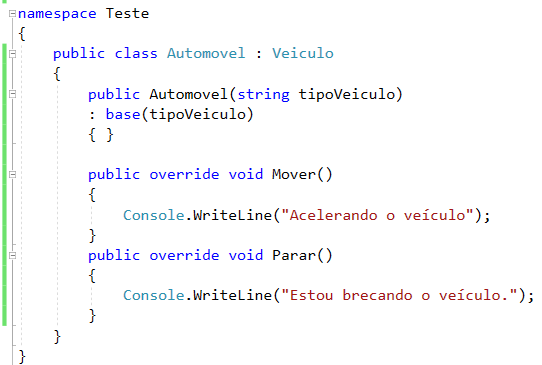 namespace Teste
{
    public class Automovel : Veiculo
    {
        public Automovel(string tipoVeiculo)
        : base(tipoVeiculo)
        { }

        public override void Mover()
        {
            Console.WriteLine("Acelerando o veículo");
        }
        public override void Parar()
        {
            Console.WriteLine("Estou brecando o veículo.");
        }
    }
}